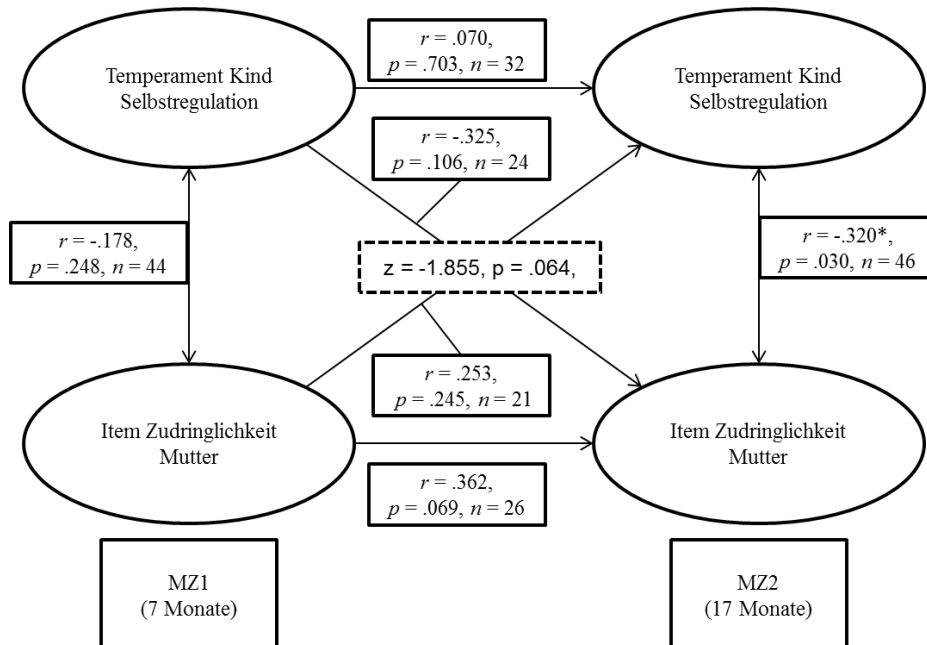 r = .070,
p = .703, n = 32
Temperament Kind
Selbstregulation
Temperament Kind
Selbstregulation
r = -.325,
p = .106, n = 24
r = -.178,
p = .248, n = 44
z = -1.855, p = .064,
r = -.320*,
p = .030, n = 46
r = .253,
p = .245, n = 21
Item Zudringlichkeit
Mutter
Item Zudringlichkeit
Mutter
r = .362,
p = .069, n = 26
MZ1
(7 Monate)
MZ2
(17 Monate)